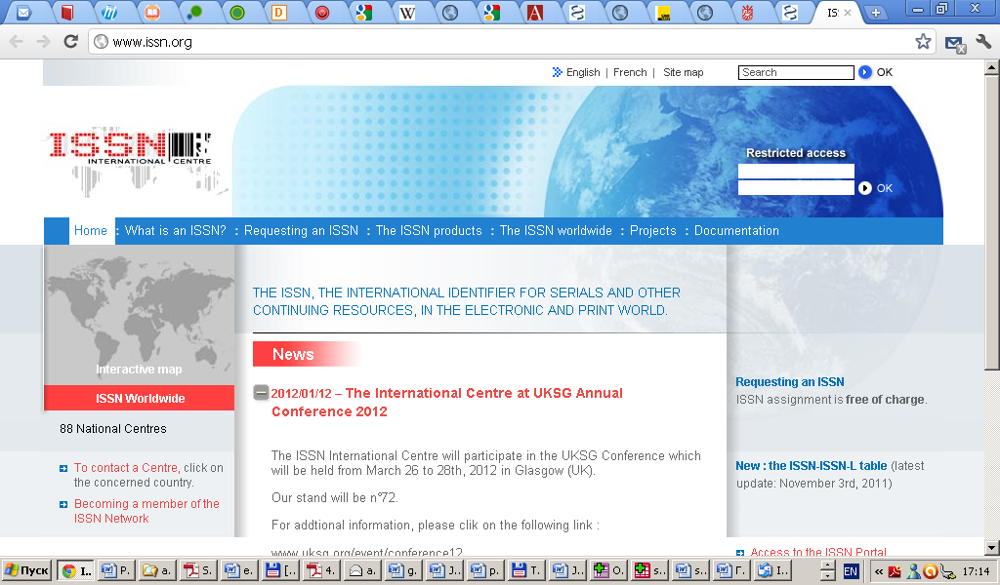 IS
www.issn.org
English | French | Site map
Search
OK
ISSN
INTERNATIONAL CENTRE
Restricted access
OK
Home : What is an ISSN? : Requesting an ISSN : The ISSN products : The ISSN worldwide : Projects : Documentation
Interactive map
ISSN Worldwide
88 National Centres
To contact a Centre, click on
the concerned country.
Becoming a member of the
ISSN Network
THE ISSN, THE INTERNATIONAL IDENTIFIER FOR SERIALS AND OTHER
CONTINUING RESOURCES, IN THE ELECTRONIC AND PRINT WORLD.
News
2012/01/12 – The International Centre at UKSG Annual
Conference 2012
The ISSN International Centre will participate in the UKSG Conference which
will be held from March 26 to 28th, 2012 in Glasgow (UK).
Our stand will be n°72.
For addtional information, please clik on the following link :
www.uksg.org/event/conference12
Requesting an ISSN
ISSN assignment is free of charge.
New : the ISSN-ISSN-L table (latest
update: November 3rd, 2011)
Access to the ISSN Portal
Пуск I.. P. a. S. e. [.. 4. a.. g. J.. p. T. J.. O. s.. s.. Г. I.. EN « 17:14